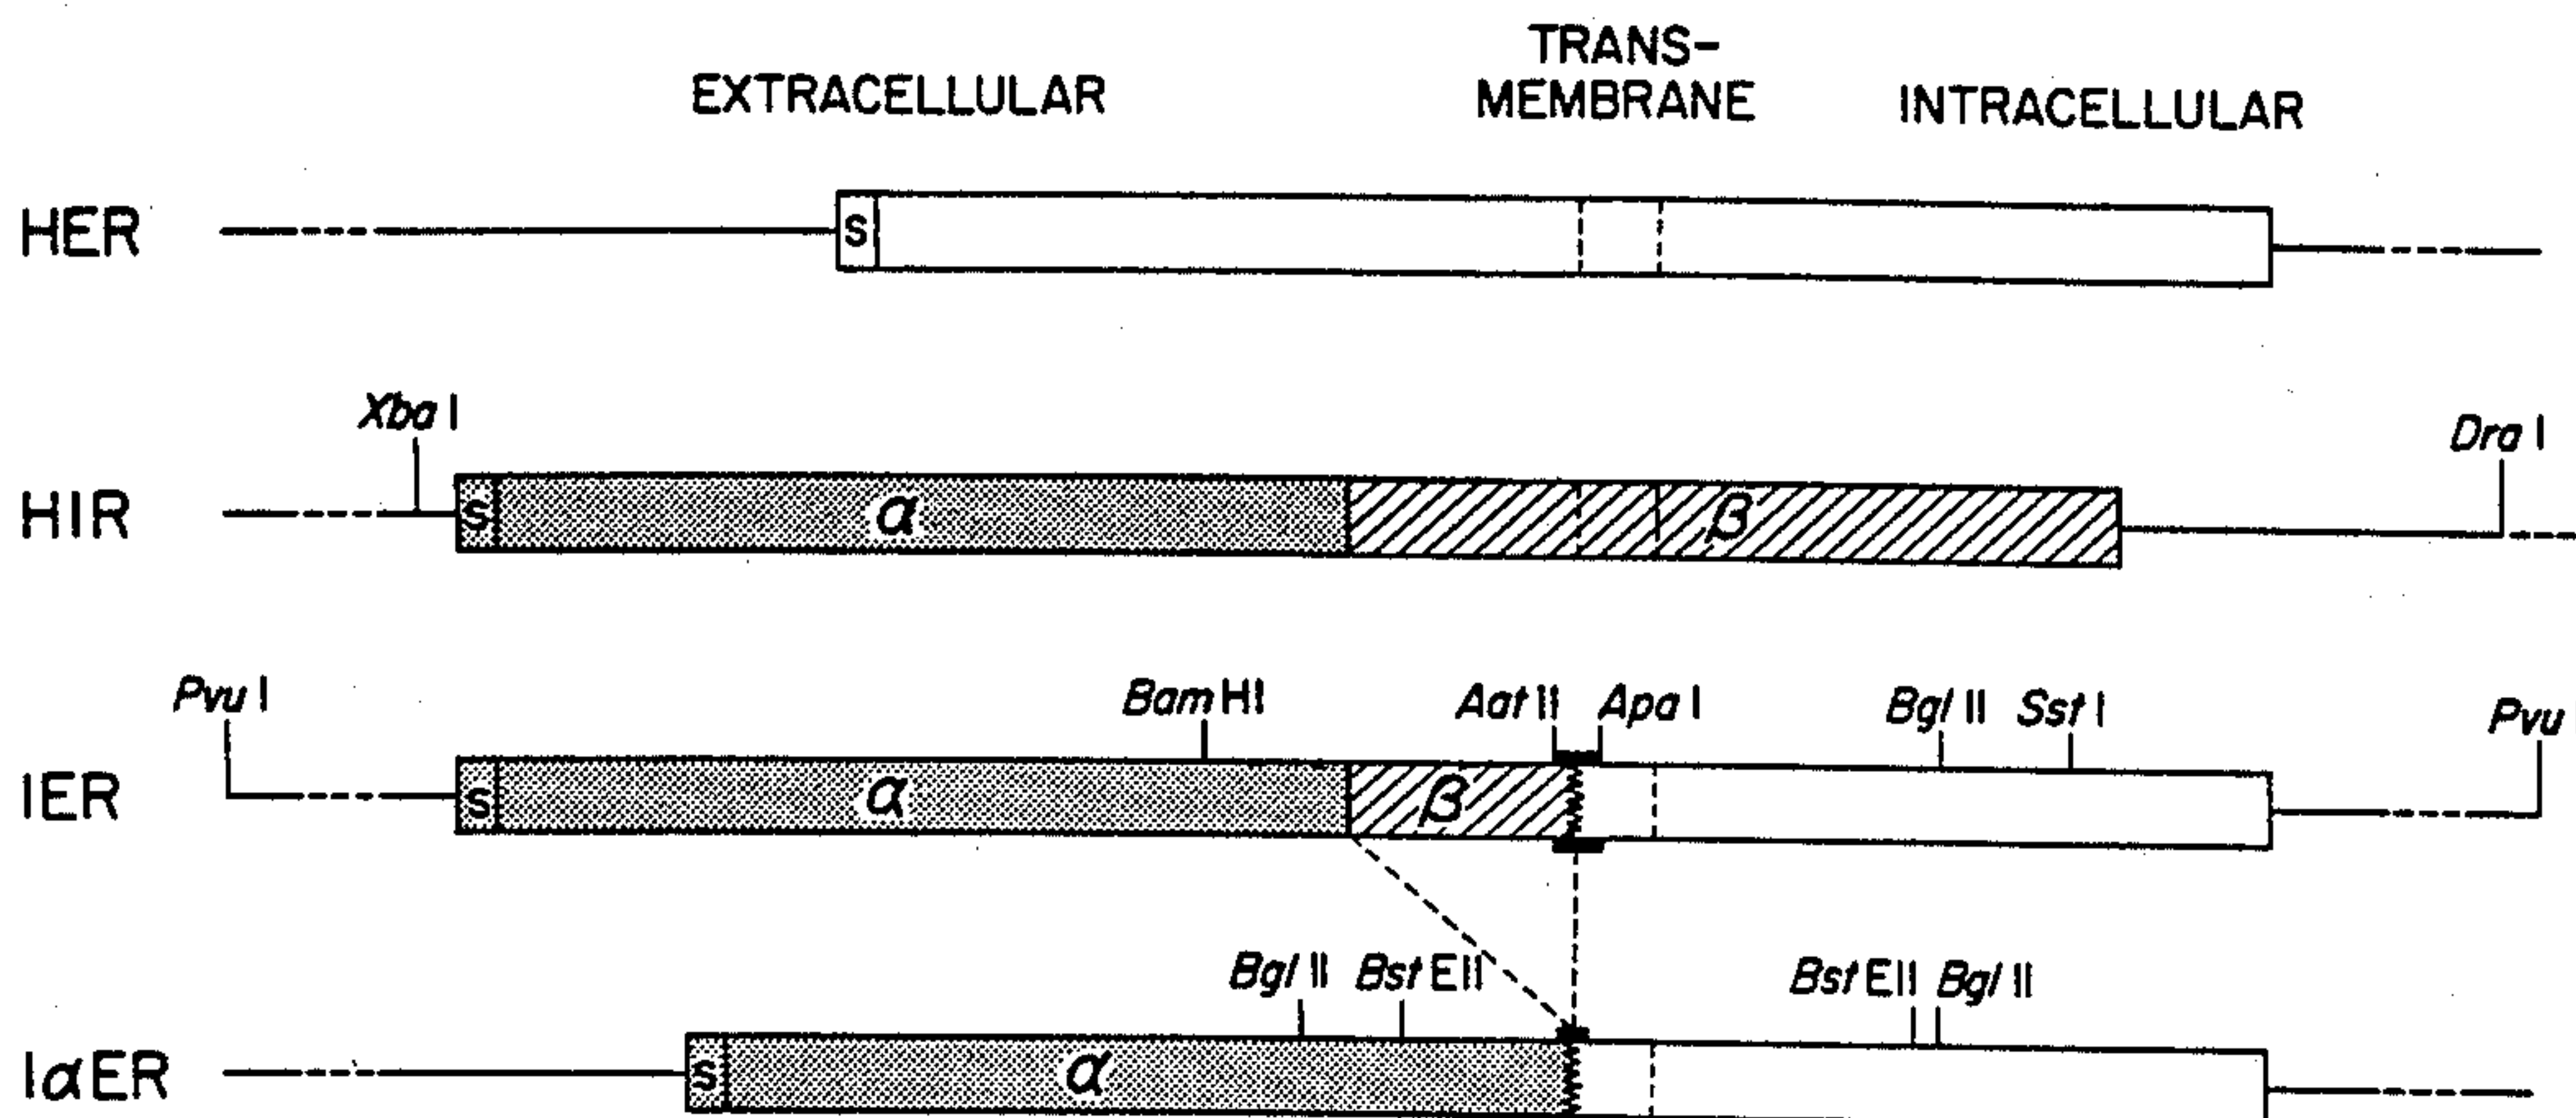 EXTRACELLULAR
TRANS-
MEMBRANE
INTRACELLULAR
HER
S
Xba I
Dra I
HIR
S
α
β
Pvu I
Bam HI
Aat II
Apa I
Bgl II
Sst I
Pvu
IER
S
α
β
Bgl II
Bst EII
Bst EII
Bgl II
IαER
S
α